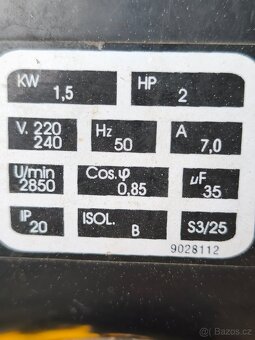 KW 1,5 HP 2
V. 220 240 Hz 50 A 7,0
U/min 2850 Cos.φ 0,85 µF 35
IP 20 ISOL. B S3/25
9028112
© Bazos.cz